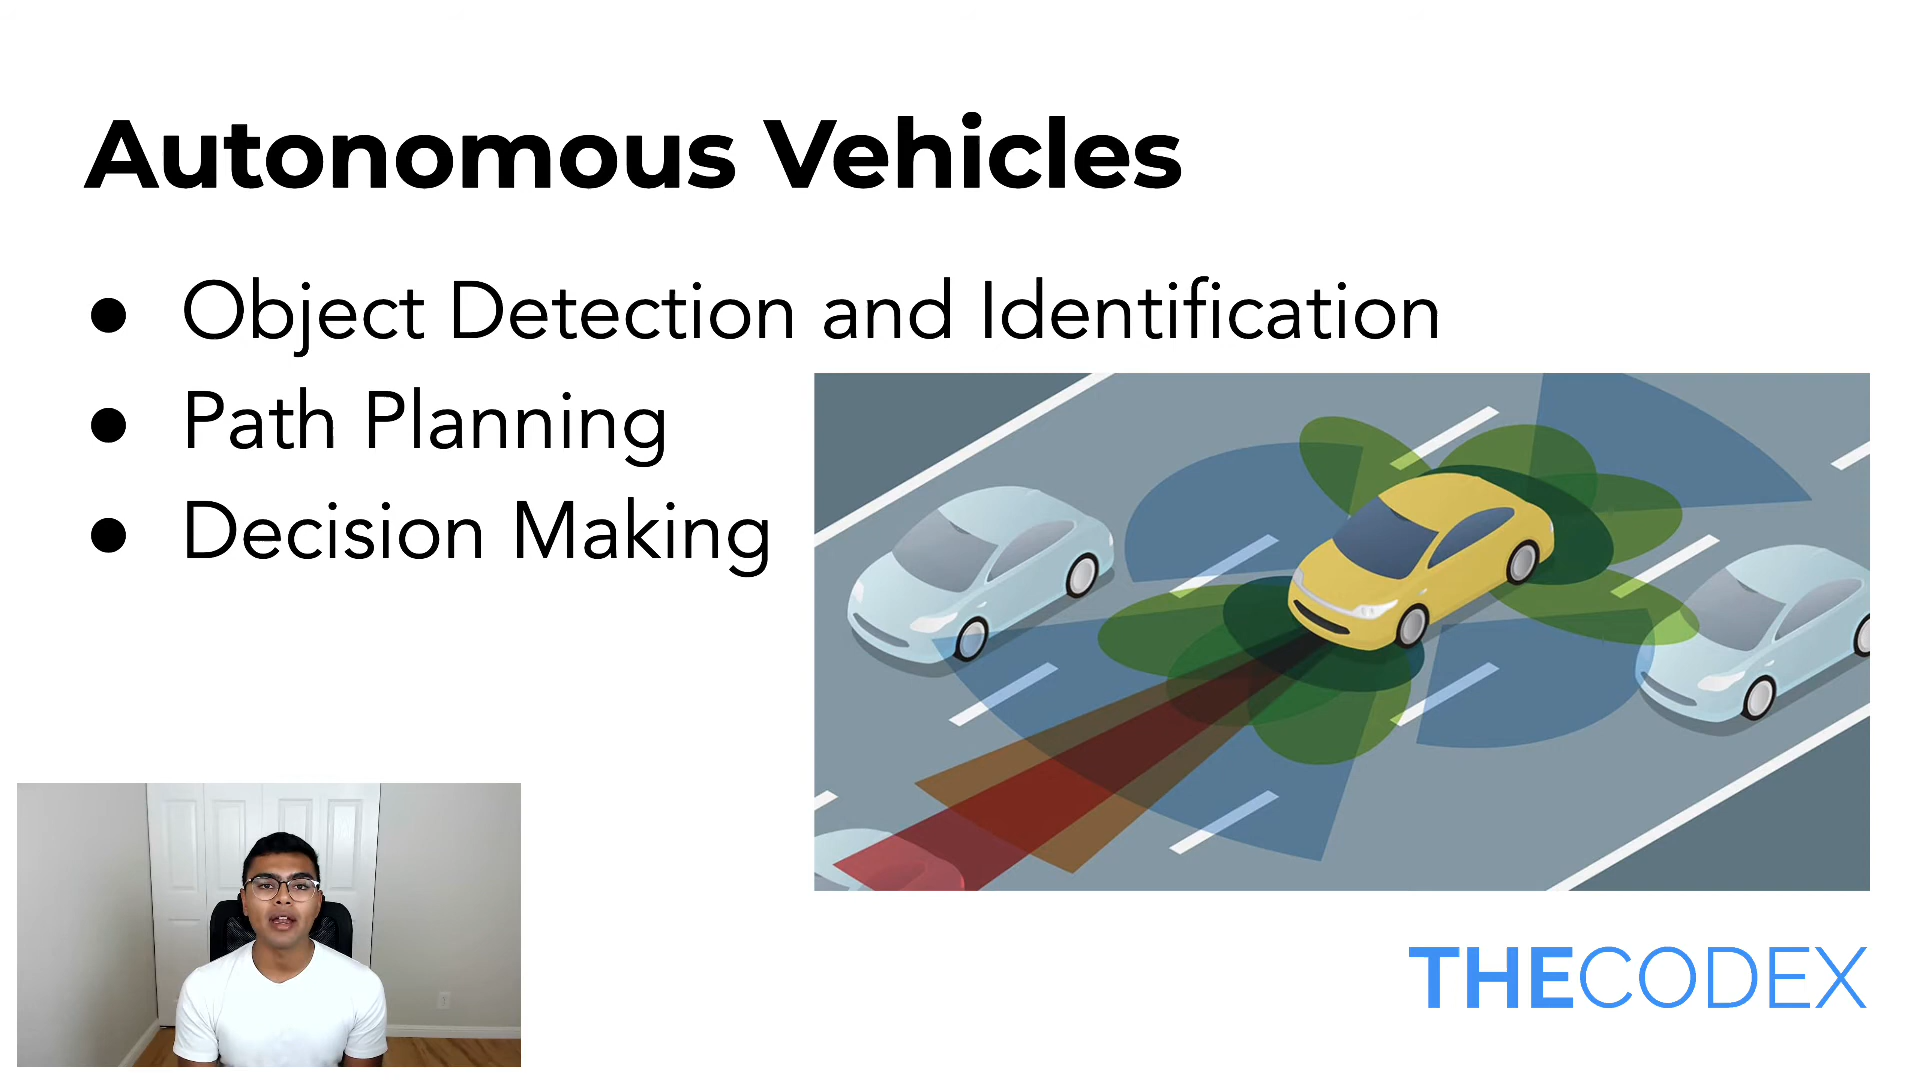 Autonomous Vehicles
● Object Detection and Identification
● Path Planning
● Decision Making
THECODEX